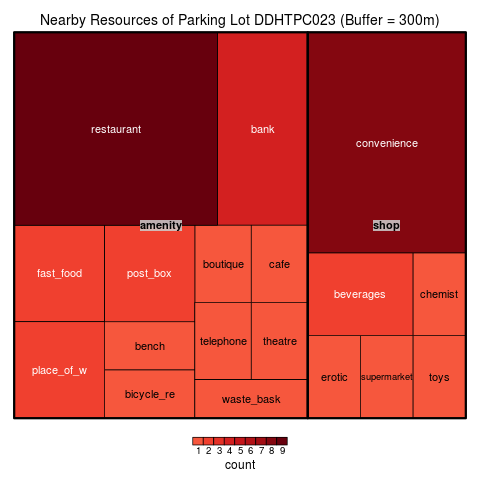 Nearby Resources of Parking Lot DDHTPC023 (Buffer = 300m)
restaurant
bank
convenience
amenity
shop
fast_food
post_box
boutique
cafe
beverages
chemist
place_of_w
bench
telephone
theatre
bicycle_re
waste_bask
erotic
supermarket
toys
1 2 3 4 5 6 7 8 9
count